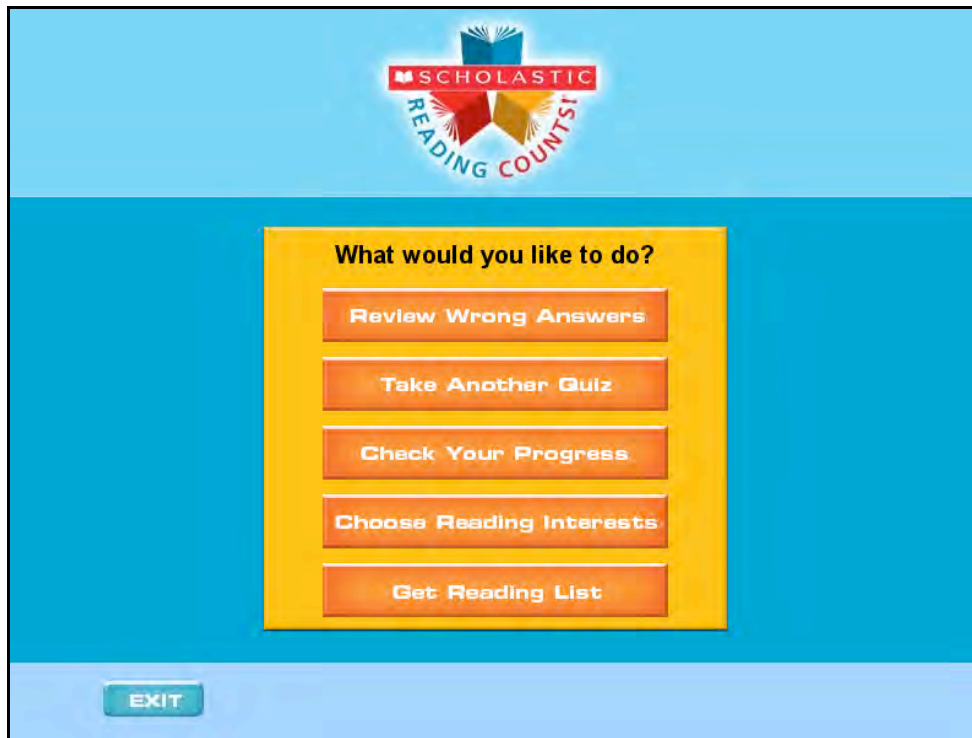 SCHOLASTIC
READING COUNTS!
What would you like to do?
Review Wrong Answers
Take Another Quiz
Check Your Progress
Choose Reading Interests
Get Reading List
EXIT